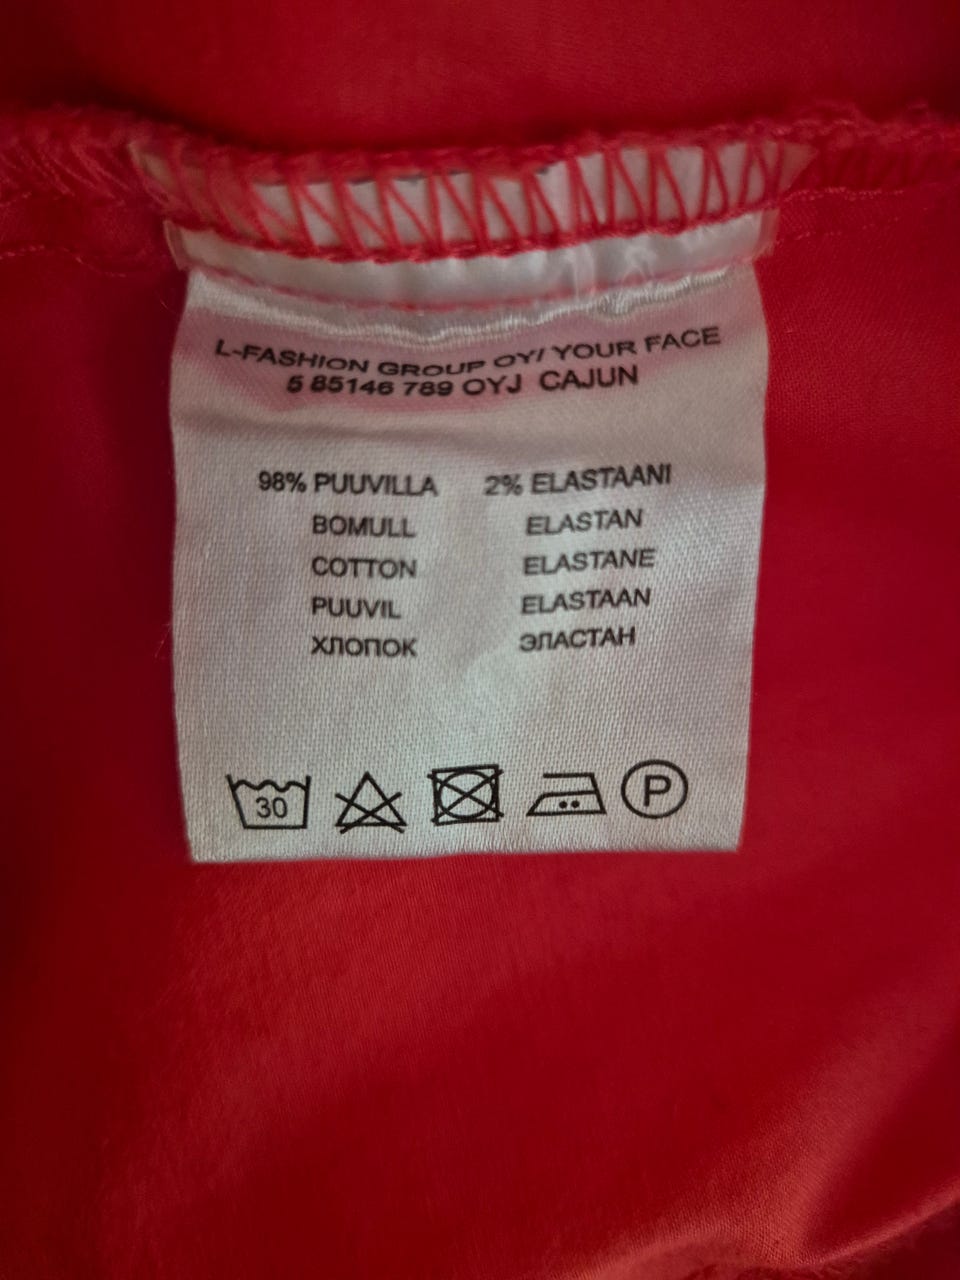 L-FASHION GROUP OY/ YOUR FACE
5 85146 789 OYJ CAJUN
98% PUUVILLA 2% ELASTAANI
BOMULL ELASTAN
COTTON ELASTANE
PUUVIL ELASTAAN
ХЛОПОК ЭЛАСТАН
30 P